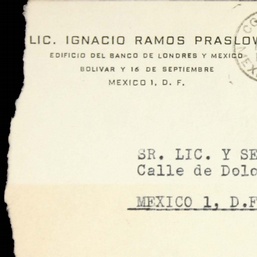 LIC. IGNACIO RAMOS PRASLOW
EDIFICIO DEL BANCO DE LONDRES Y MEXICO
BOLIVAR Y 16 DE SEPTIEMBRE
MEXICO 1, D. F.
SR. LIC. Y SE
Calle de Dolo
MEXICO 1, D.F